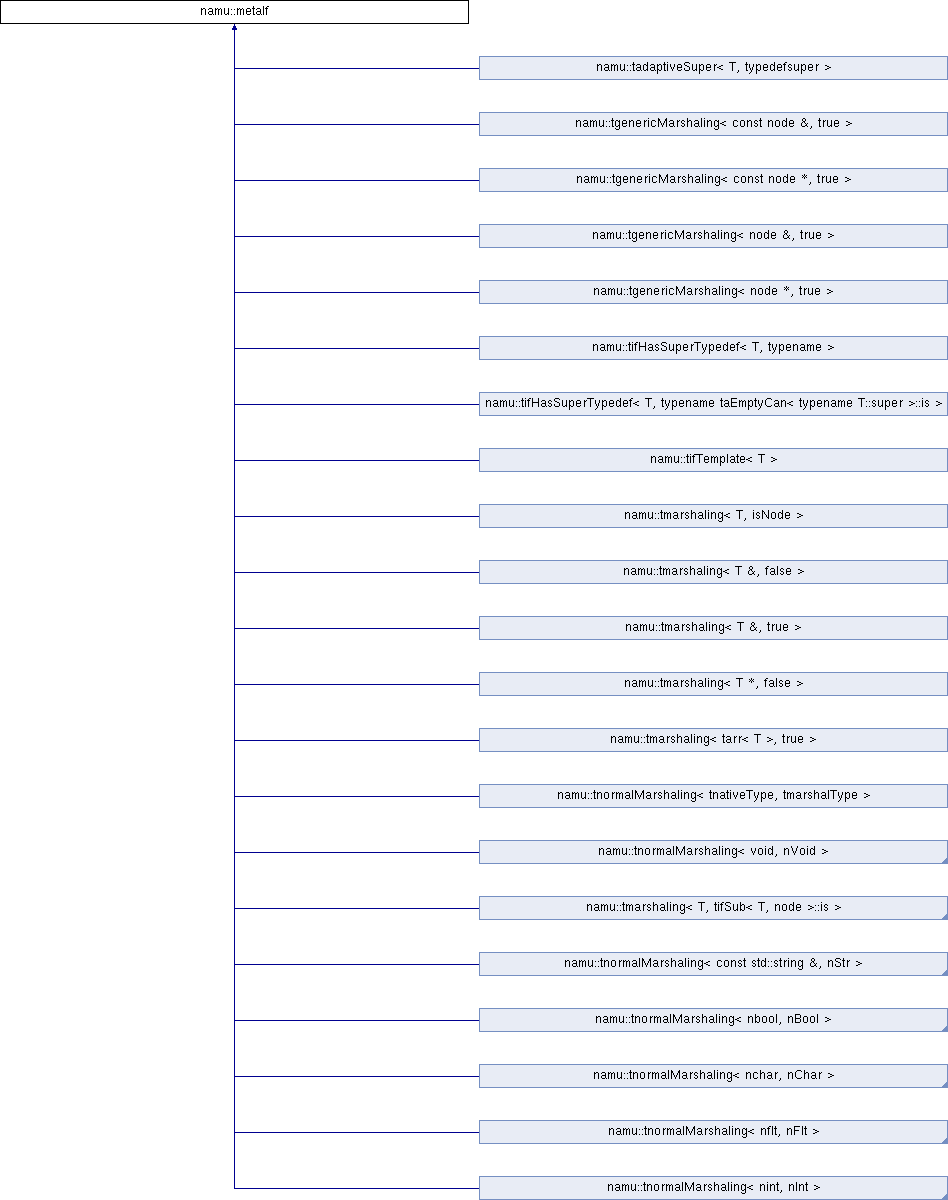 namu::metaIf
namu::tadaptiveSuper< T, typedefsuper >
namu::tgenericMarshaling< const node &, true >
namu::tgenericMarshaling< const node *, true >
namu::tgenericMarshaling< node &, true >
namu::tgenericMarshaling< node *, true >
namu::tifHasSuperTypedef< T, typename >
namu::tifHasSuperTypedef< T, typename taEmptyCan< typename T::super >::is >
namu::tifTemplate< T >
namu::tmarshaling< T, isNode >
namu::tmarshaling< T &, false >
namu::tmarshaling< T &, true >
namu::tmarshaling< T *, false >
namu::tmarshaling< tarr< T >, true >
namu::tnormalMarshaling< tnativeType, tmarshalType >
namu::tnormalMarshaling< void, nVoid >
namu::tmarshaling< T, tifSub< T, node >::is >
namu::tnormalMarshaling< const std::string &, nStr >
namu::tnormalMarshaling< nbool, nBool >
namu::tnormalMarshaling< nchar, nChar >
namu::tnormalMarshaling< nflt, nFlt >
namu::tnormalMarshaling< nint, nInt >